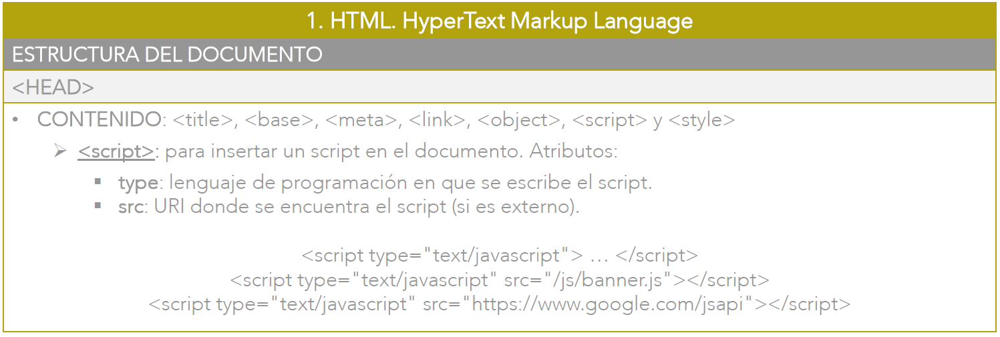 1. HTML. HyperText Markup Language
ESTRUCTURA DEL DOCUMENTO
<HEAD>
• CONTENIDO: <title>, <base>, <meta>, <link>, <object>, <script> y <style>
➢ <script>: para insertar un script en el documento. Atributos:
▪ type: lenguaje de programación en que se escribe el script.
▪ src: URI donde se encuentra el script (si es externo).
<script type="text/javascript"> … </script>
<script type="text/javascript" src="/js/banner.js"></script>
<script type="text/javascript" src="https://www.google.com/jsapi"></script>